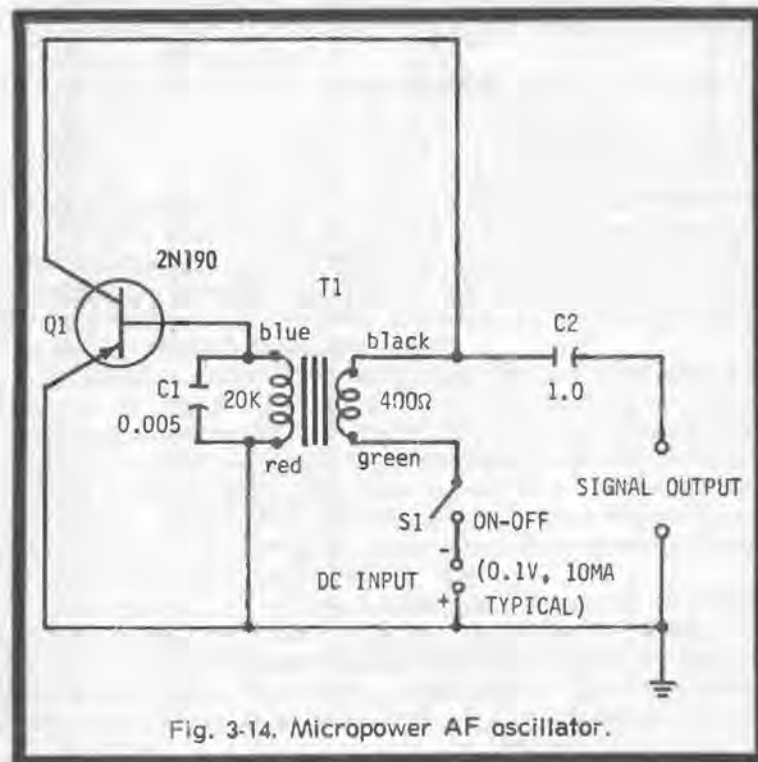 2N190
T1
Q1
blue
black
C2
C1
20K
400Ω
1.0
0.005
red
green
SIGNAL OUTPUT
S1
ON-OFF
-
DC INPUT
(0.1V, 10MA
+
TYPICAL)
Fig. 3-14. Micropower AF oscillator.